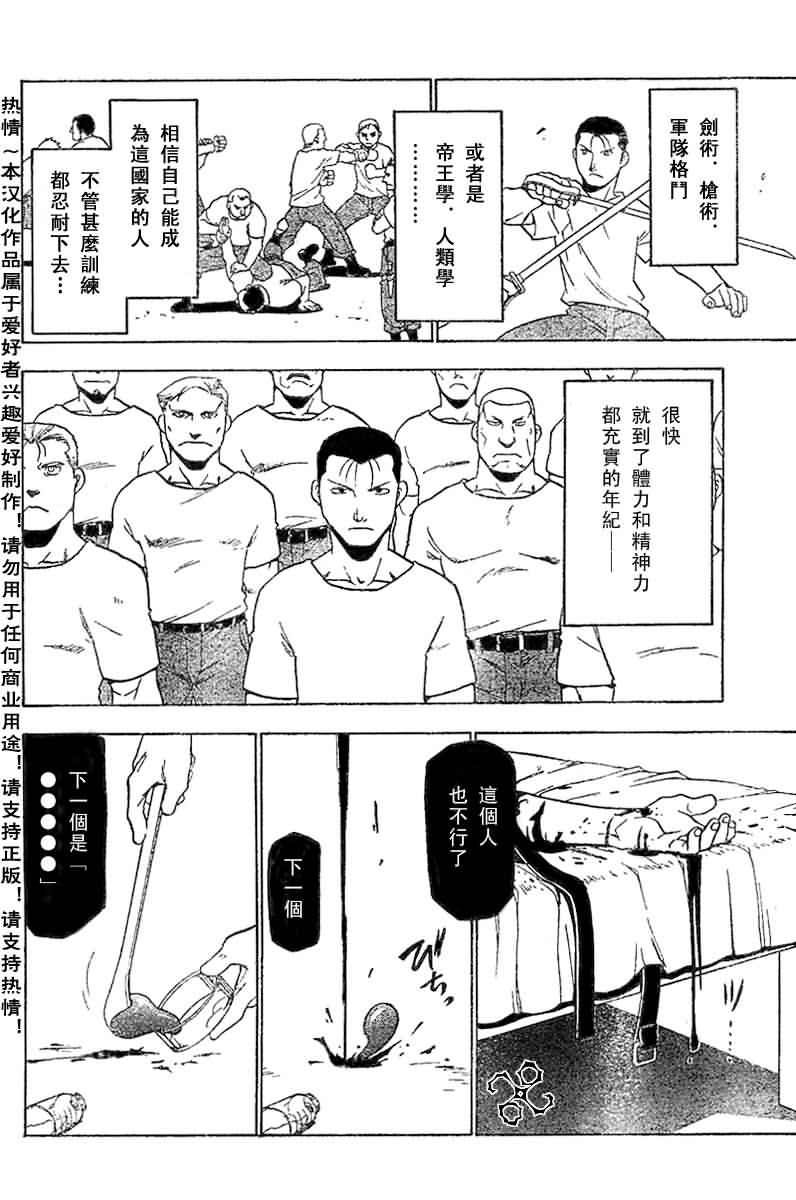 劍術．槍術．
軍隊格鬥
或者是
帝王學．人類學
…………
相信自己能成
為這國家的人
不管甚麼訓練
都忍耐下去…
很快
就到了體力和精神力
都充實的年紀——
這個人
也不行了
下一個
びちっ
下一個是「
●●●●●」
热情～本汉化作品属于爱好者兴趣爱好制作！请勿用于任何商业用途！请支持正版！请支持热情！